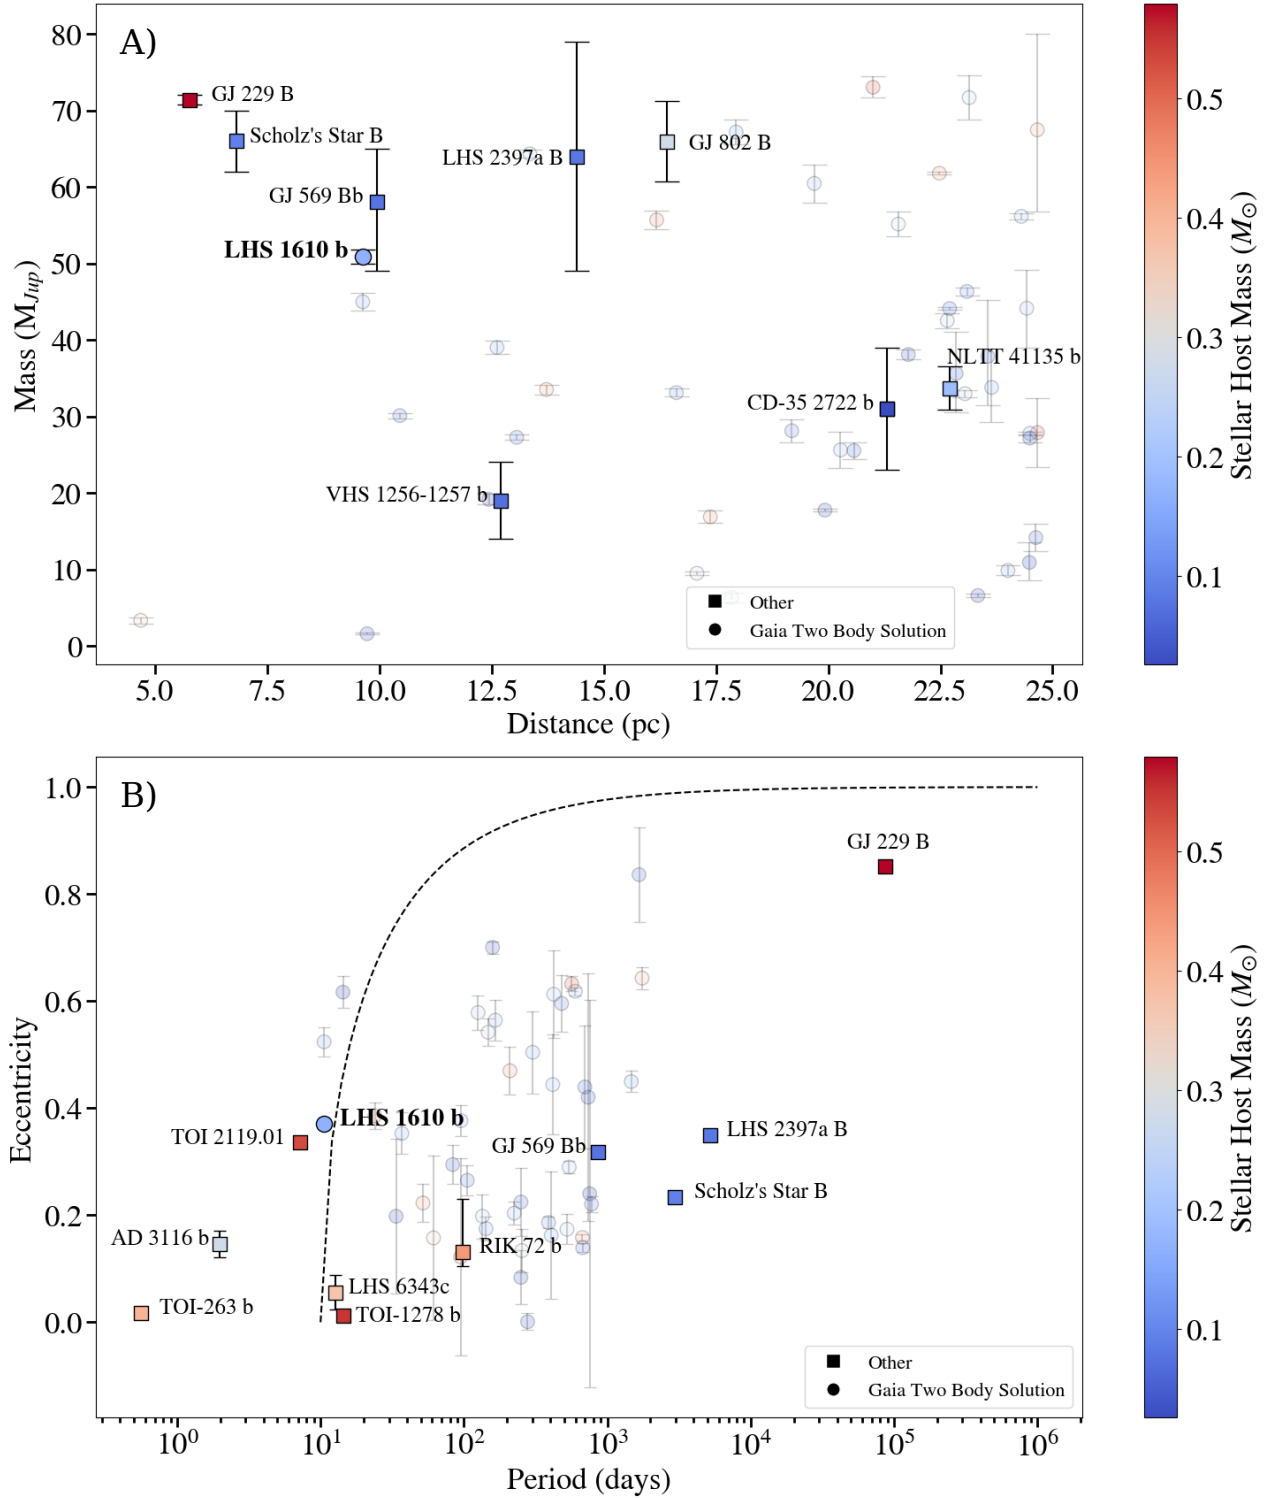 A)
80
70
60
50
40
30
20
10
0
Mass (M_Jup)
GJ 229 B
Scholz's Star B
GJ 569 Bb
LHS 1610 b
LHS 2397a B
GJ 802 B
NLTT 41135 b
CD-35 2722 b
VHS 1256-1257 b
Other
Gaia Two Body Solution
5.0 7.5 10.0 12.5 15.0 17.5 20.0 22.5 25.0
Distance (pc)
0.5
0.4
0.3
0.2
0.1
Stellar Host Mass (M⊙)
B)
1.0
0.8
0.6
0.4
0.2
0.0
Eccentricity
GJ 229 B
LHS 1610 b
TOI 2119.01
GJ 569 Bb
LHS 2397a B
Scholz's Star B
AD 3116 b
RIK 72 b
LHS 6343c
TOI-263 b
TOI-1278 b
Other
Gaia Two Body Solution
10⁰ 10¹ 10² 10³ 10⁴ 10⁵ 10⁶
Period (days)
0.5
0.4
0.3
0.2
0.1
Stellar Host Mass (M⊙)